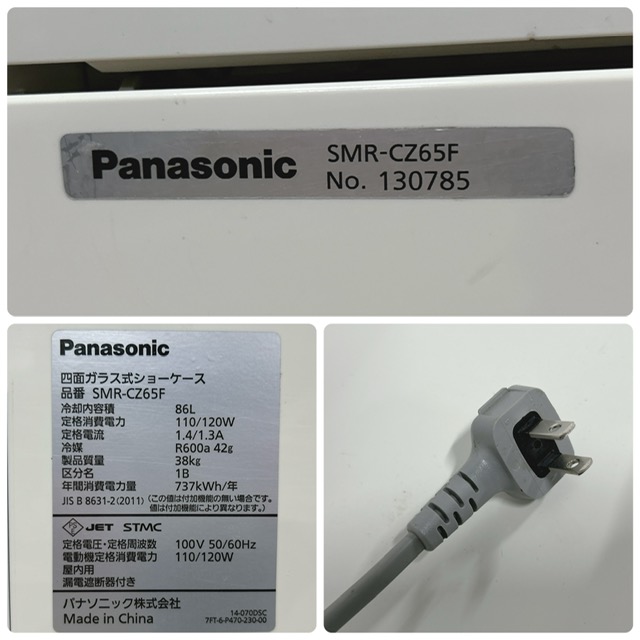 Panasonic SMR-CZ65F
No. 130785
Panasonic
四面ガラス式ショーケース
品番 SMR-CZ65F
冷却内容積 86L
定格消費電力 110/120W
定格電流 1.4/1.3A
冷媒 R600a 42g
製品質量 38kg
区分名 1B
年間消費電力量 737kWh/年
JIS B 8631-2(2011) (この値は付加機能の無い場合です。
値は付加機能により異なります。)
JET STMC
定格電圧・定格周波数 100V 50/60Hz
電動機定格消費電力 110/120W
屋内用
漏電遮断器付き
パナソニック株式会社
14-070DSC
Made in China 7FT-6-P470-230-00